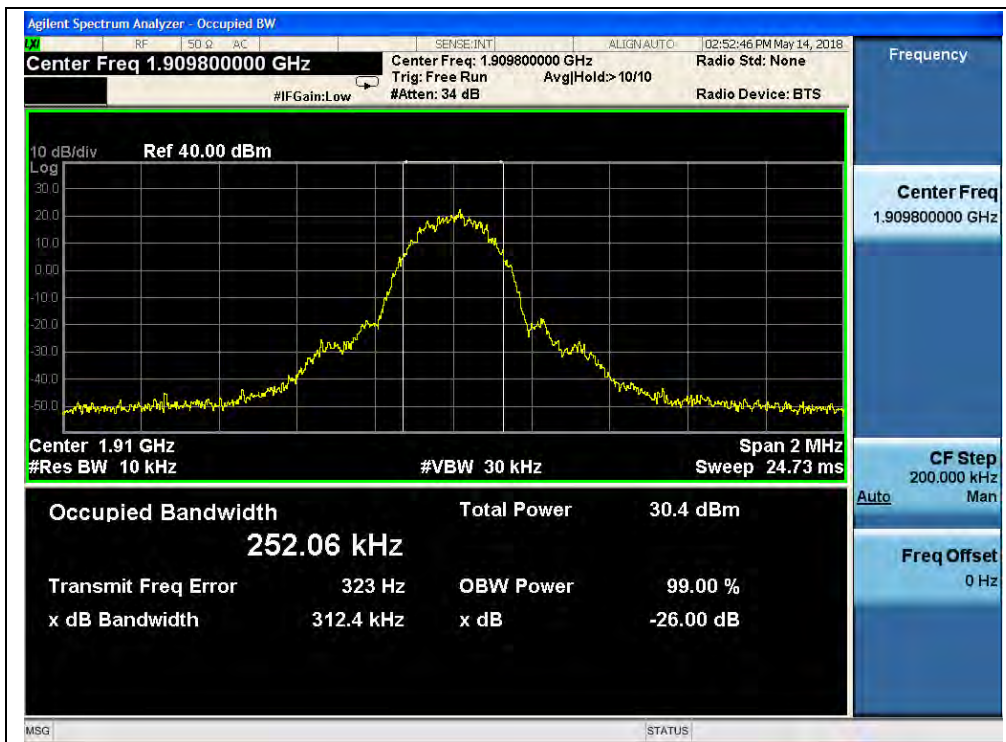 Agilent Spectrum Analyzer - Occupied BW
LXI RF 50 Ω AC SENSE:INT ALIGN AUTO 02:52:46 PM May 14, 2018
Center Freq 1.909800000 GHz
Center Freq: 1.909800000 GHz
Radio Std: None
Trig: Free Run Avg|Hold:>10/10
#IFGain:Low
#Atten: 34 dB
Radio Device: BTS
10 dB/div Ref 40.00 dBm
Log
30.0
20.0
10.0
0.00
-10.0
-20.0
-30.0
-40.0
-50.0
Center 1.91 GHz Span 2 MHz
#Res BW 10 kHz #VBW 30 kHz Sweep 24.73 ms
Occupied Bandwidth Total Power 30.4 dBm
252.06 kHz
Transmit Freq Error 323 Hz OBW Power 99.00 %
x dB Bandwidth 312.4 kHz x dB -26.00 dB
Frequency
Center Freq
1.909800000 GHz
CF Step
200.000 kHz
Auto Man
Freq Offset
0 Hz
MSG STATUS